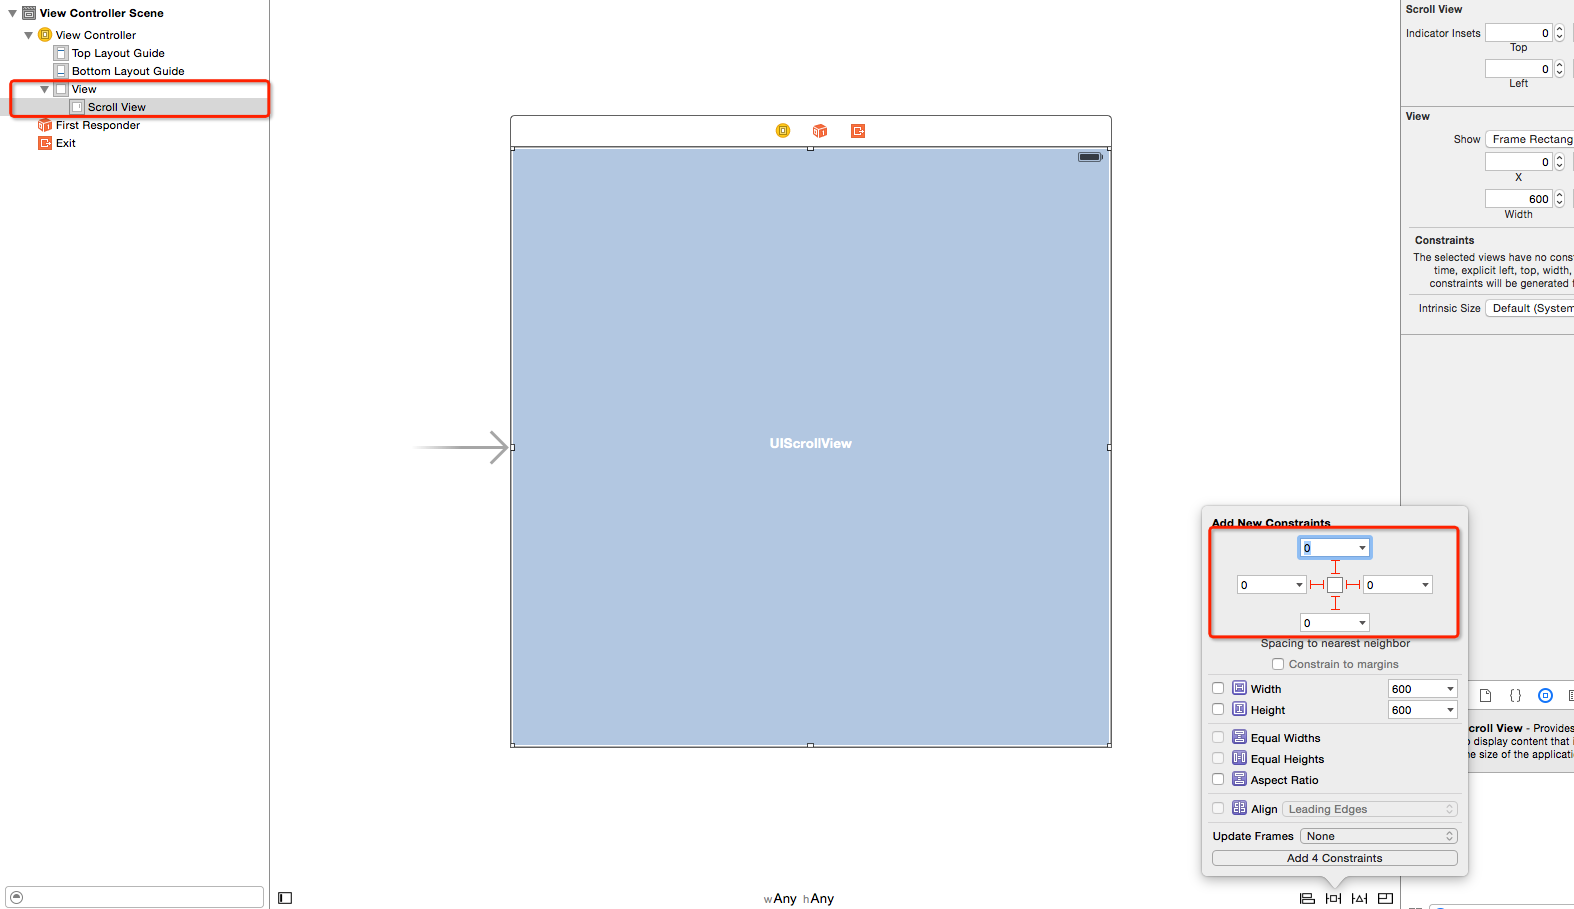 View Controller Scene
View Controller
Top Layout Guide
Bottom Layout Guide
View
Scroll View
First Responder
Exit
UIScrollView
wAny hAny
Scroll View
Indicator Insets 0
Top
0
Left
View
Show Frame Rectang
0
X
600
Width
Constraints
The selected views have no const
time, explicit left, top, width,
constraints will be generated
Intrinsic Size Default (System
Add New Constraints
0
0 0
0
Spacing to nearest neighbor
Constrain to margins
Width 600
Height 600
Equal Widths
Equal Heights
Aspect Ratio
Align Leading Edges
Update Frames None
Add 4 Constraints
{}
croll View - Provides
display content that
e size of the applicati